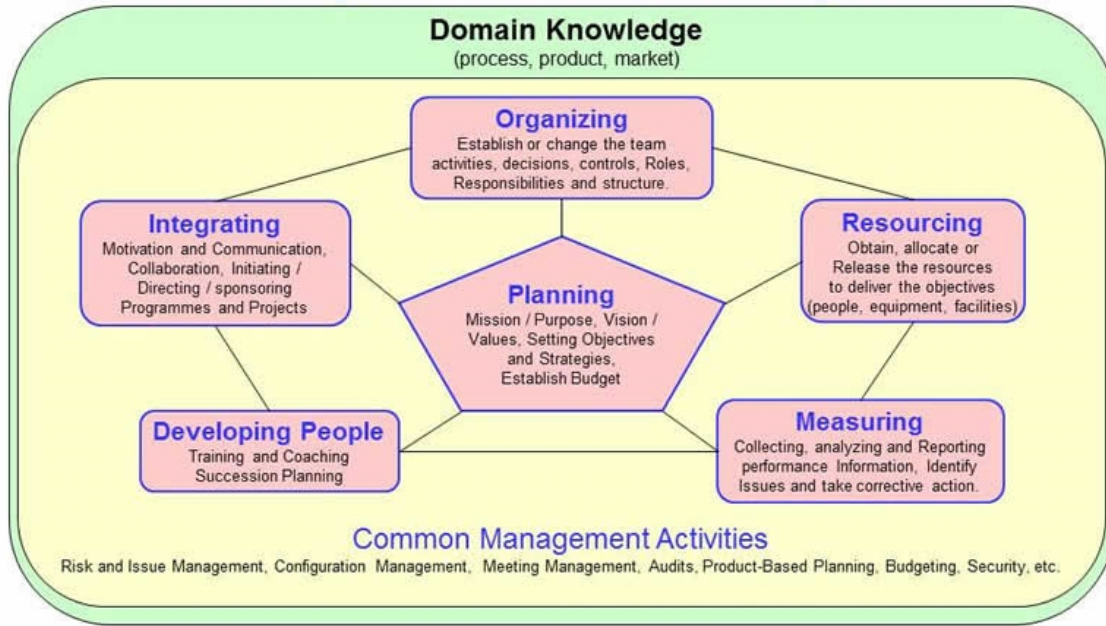 Domain Knowledge
(process, product, market)
Organizing
Establish or change the team
activities, decisions, controls, Roles,
Responsibilities and structure.
Integrating
Motivation and Communication,
Collaboration, Initiating /
Directing / sponsoring
Programmes and Projects
Resourcing
Obtain, allocate or
Release the resources
to deliver the objectives
(people, equipment, facilities)
Planning
Mission / Purpose, Vision /
Values, Setting Objectives
and Strategies,
Establish Budget
Developing People
Training and Coaching
Succession Planning
Measuring
Collecting, analyzing and Reporting
performance Information, Identify
Issues and take corrective action.
Common Management Activities
Risk and Issue Management, Configuration Management, Meeting Management, Audits, Product-Based Planning, Budgeting, Security, etc.